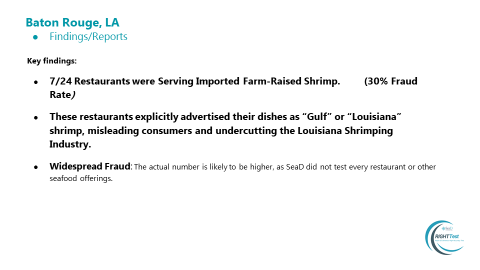 Baton Rouge, LA
● Findings/Reports
Key findings:
● 7/24 Restaurants were Serving Imported Farm-Raised Shrimp. (30% Fraud
Rate)
● These restaurants explicitly advertised their dishes as “Gulf” or “Louisiana”
shrimp, misleading consumers and undercutting the Louisiana Shrimping
Industry.
● Widespread Fraud: The actual number is likely to be higher, as SeaD did not test every restaurant or other
seafood offerings.
RIGHTTest